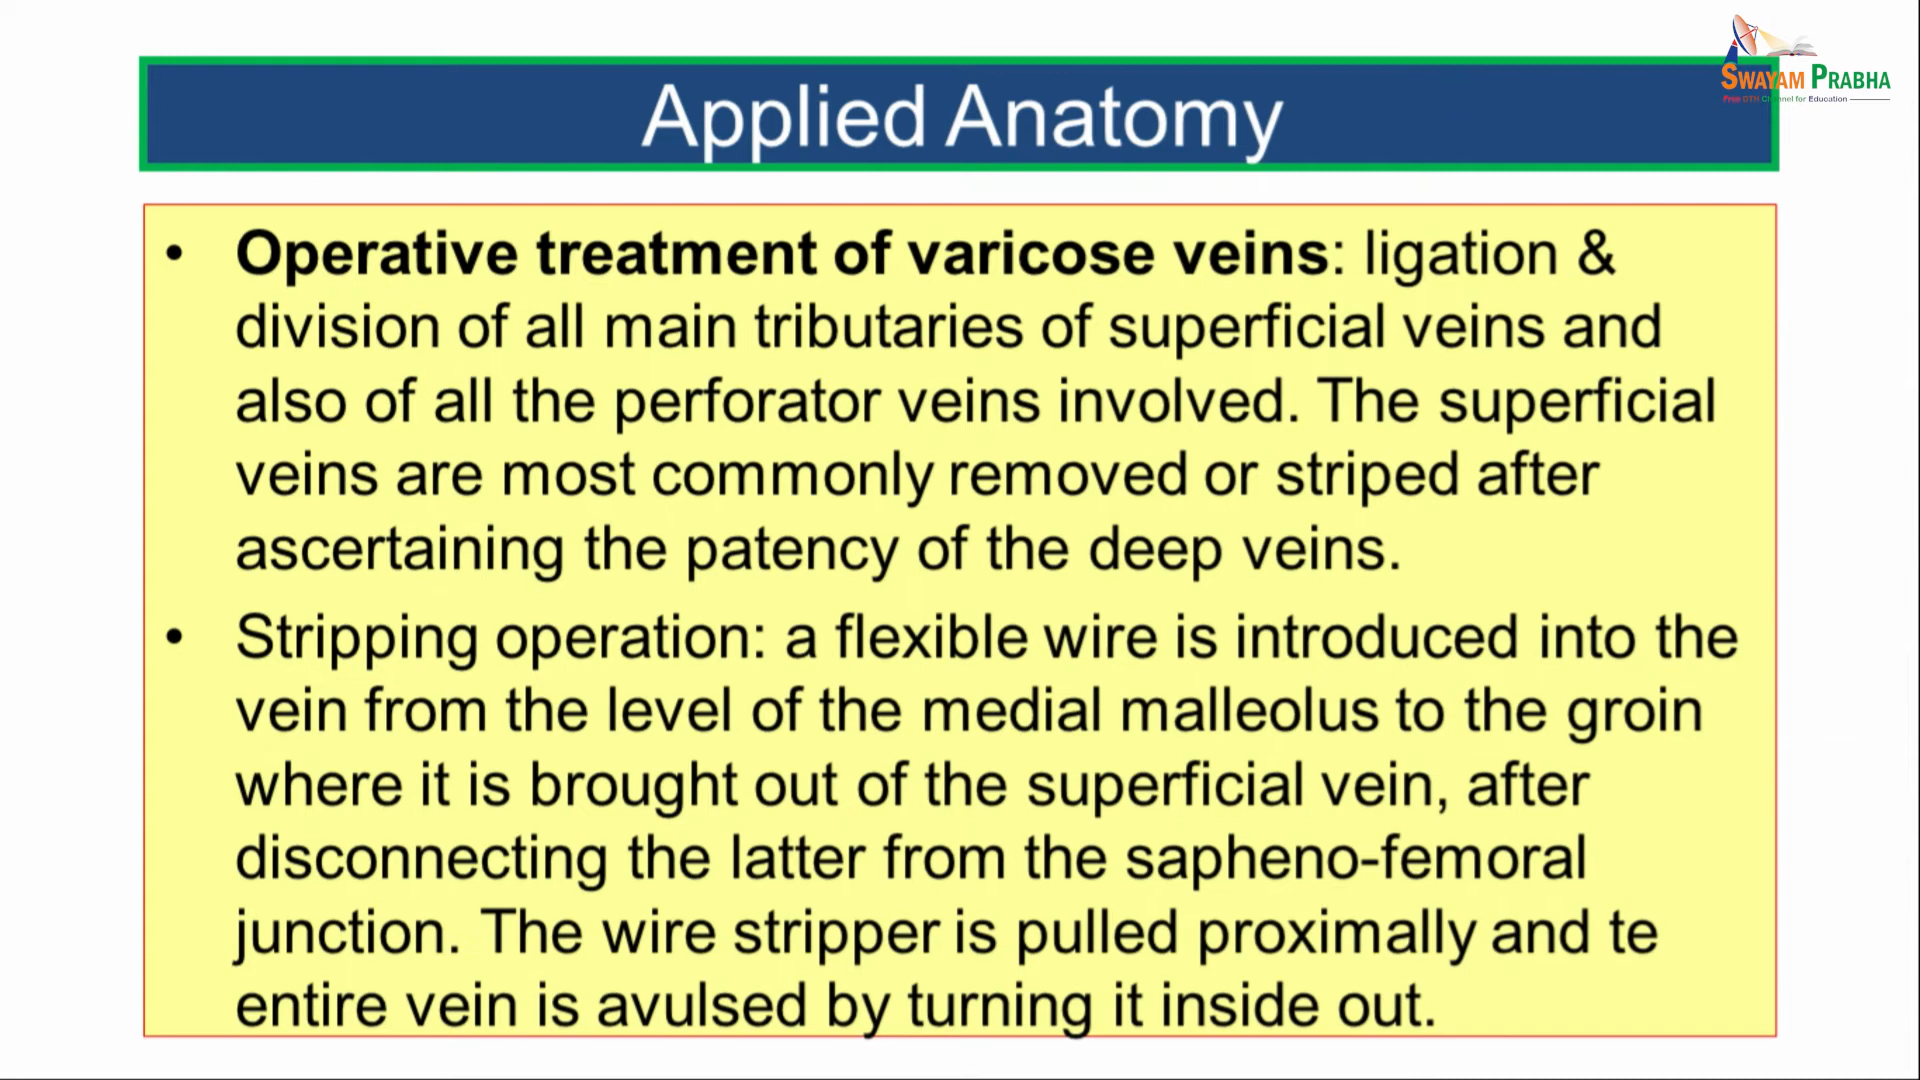 SWAYAM PRABHA
Free DTH Channel for Education
Applied Anatomy
• Operative treatment of varicose veins: ligation &
division of all main tributaries of superficial veins and
also of all the perforator veins involved. The superficial
veins are most commonly removed or striped after
ascertaining the patency of the deep veins.
• Stripping operation: a flexible wire is introduced into the
vein from the level of the medial malleolus to the groin
where it is brought out of the superficial vein, after
disconnecting the latter from the sapheno-femoral
junction. The wire stripper is pulled proximally and te
entire vein is avulsed by turning it inside out.